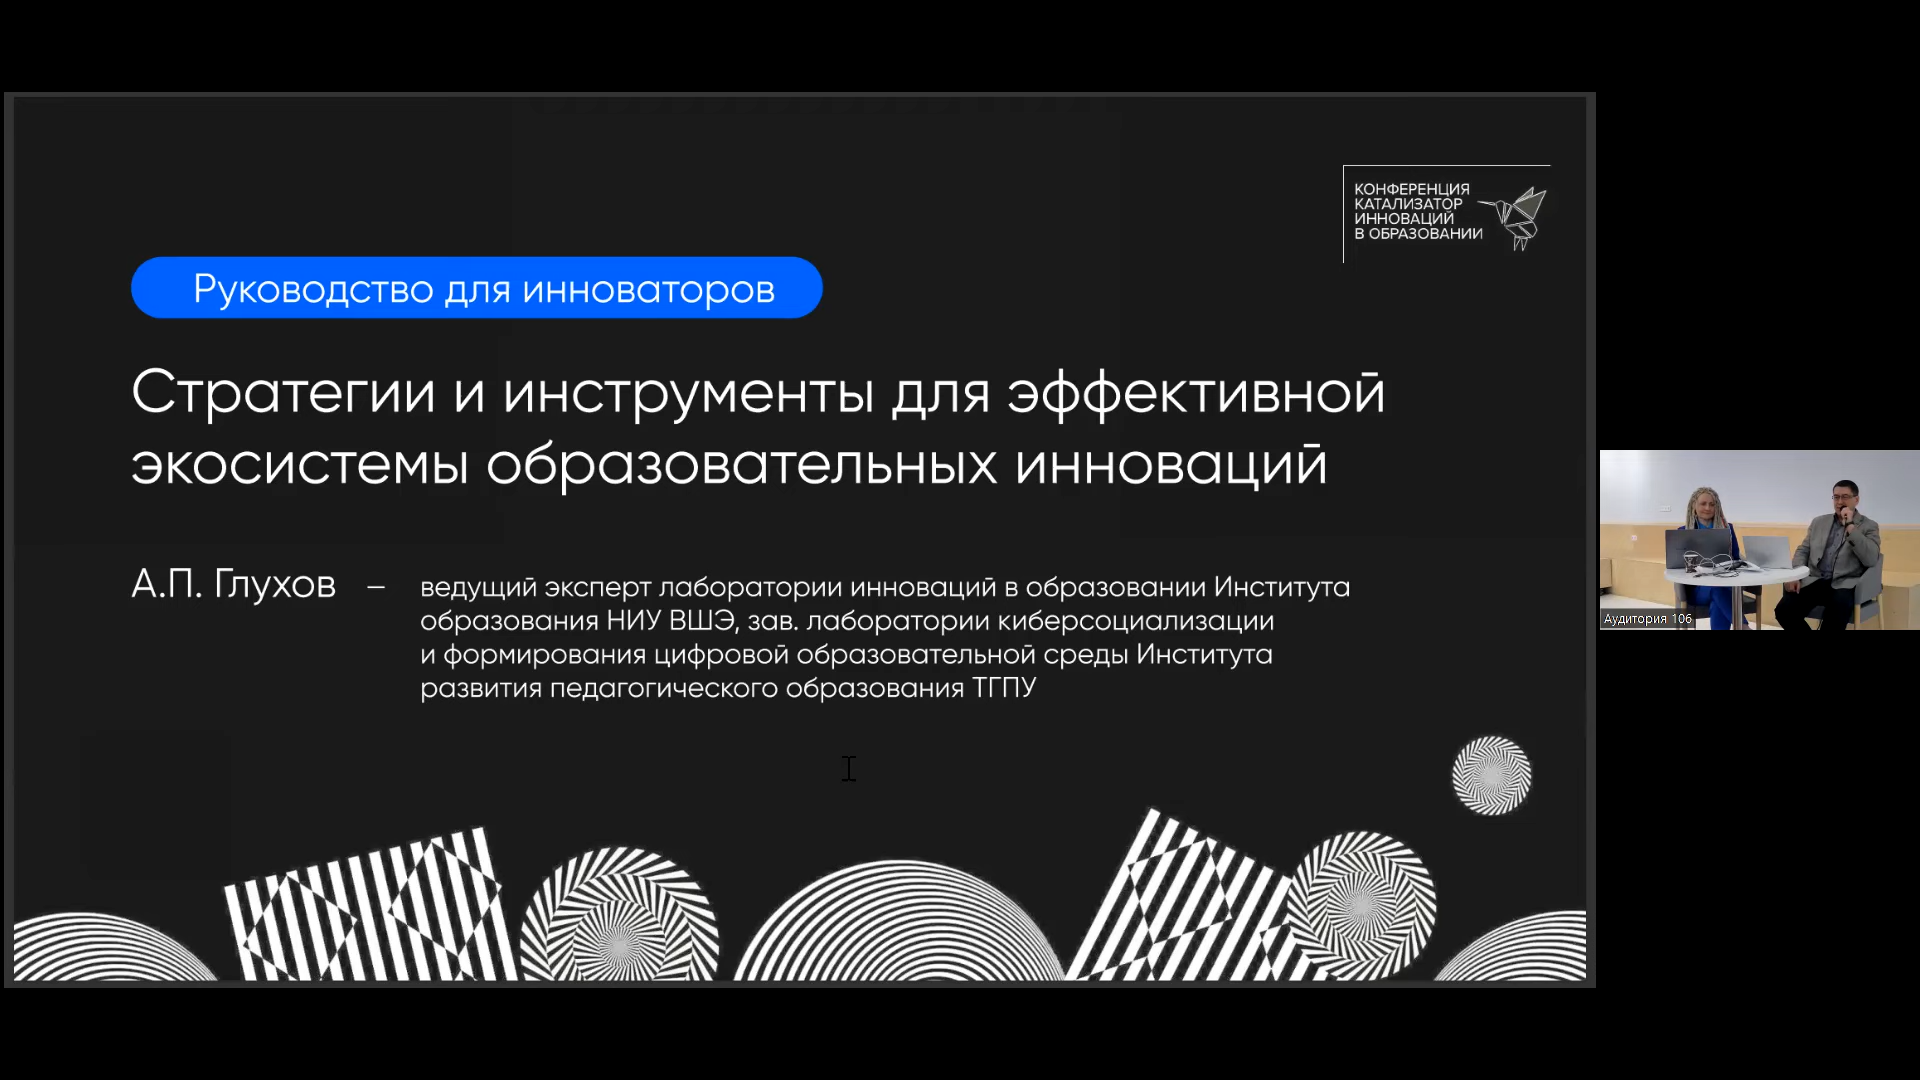 КОНФЕРЕНЦИЯ
КАТАЛИЗАТОР
ИННОВАЦИЙ
В ОБРАЗОВАНИИ
Руководство для инноваторов
Стратегии и инструменты для эффективной
экосистемы образовательных инноваций
А.П. Глухов – ведущий эксперт лаборатории инноваций в образовании Института
образования НИУ ВШЭ, зав. лаборатории киберсоциализации
и формирования цифровой образовательной среды Института
развития педагогического образования ТГПУ
Аудитория 106